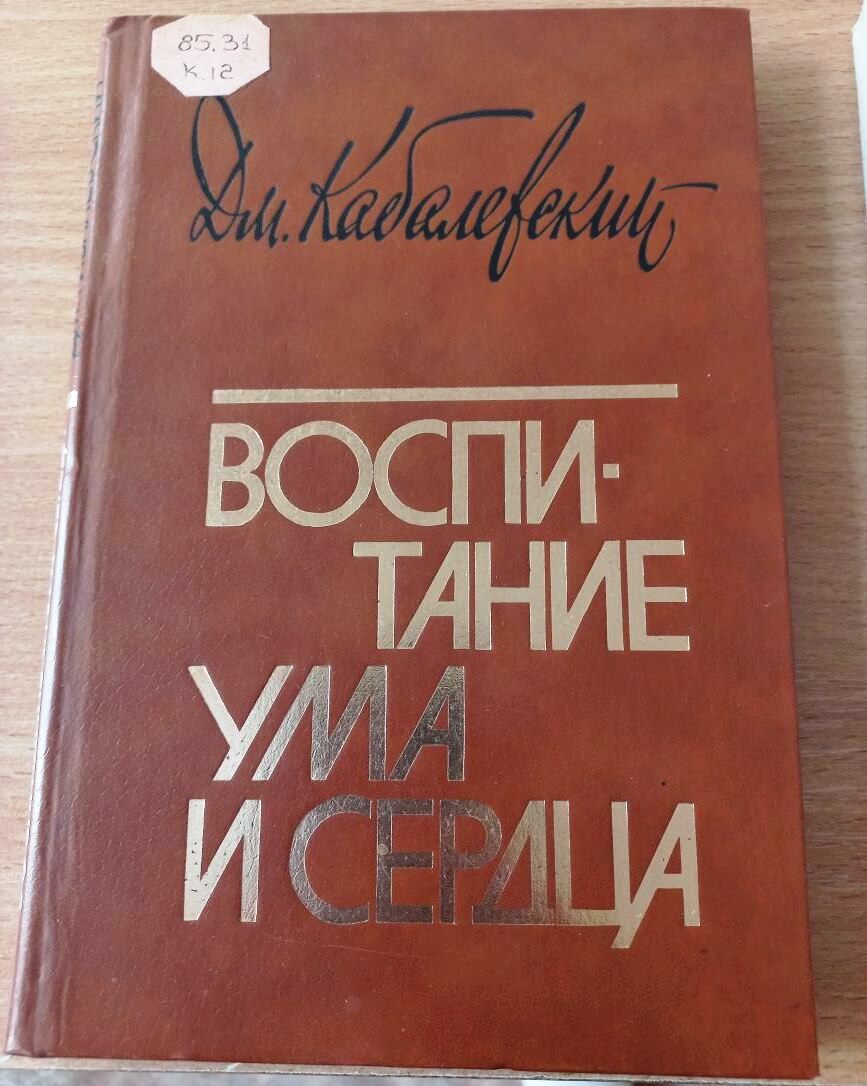 85.31
К 12
Дм. Кабалевский
ВОСПИ-
ТАНИЕ
УМА
И СЕРДЦА